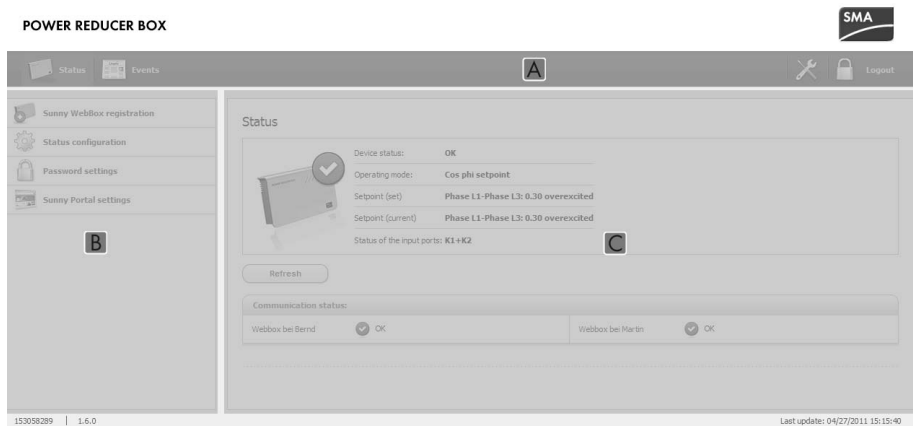 POWER REDUCER BOX
SMA
Status Events A Logout
Sunny WebBox registration
Status configuration
Password settings
Sunny Portal settings
B
Status
Device status: OK
Operating mode: Cos phi setpoint
Setpoint (set) Phase L1-Phase L3: 0.30 overexcited
Setpoint (current) Phase L1-Phase L3: 0.30 overexcited
Status of the input ports: K1+K2
C
Refresh
Communication status:
Webbox bei Bernd OK Webbox bei Martin OK
153058289 | 1.6.0 Last update: 04/27/2011 15:15:40